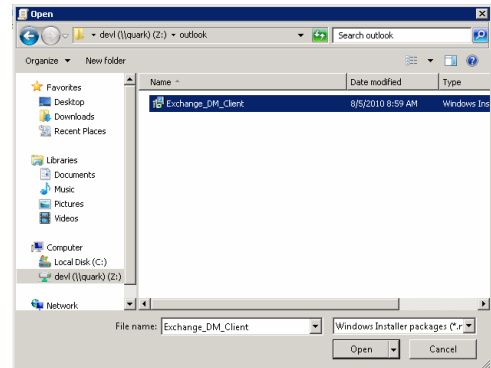 Open
devl (\\quark) (Z:) outlook
Search outlook
Organize New folder
Favorites
Desktop
Downloads
Recent Places
Libraries
Documents
Music
Pictures
Videos
Computer
Local Disk (C:)
devl (\\quark) (Z:)
Network
Name Date modified Type
Exchange_DM_Client 8/5/2010 8:59 AM Windows Ins
File name: Exchange_DM_Client Windows Installer packages (*.r
Open Cancel